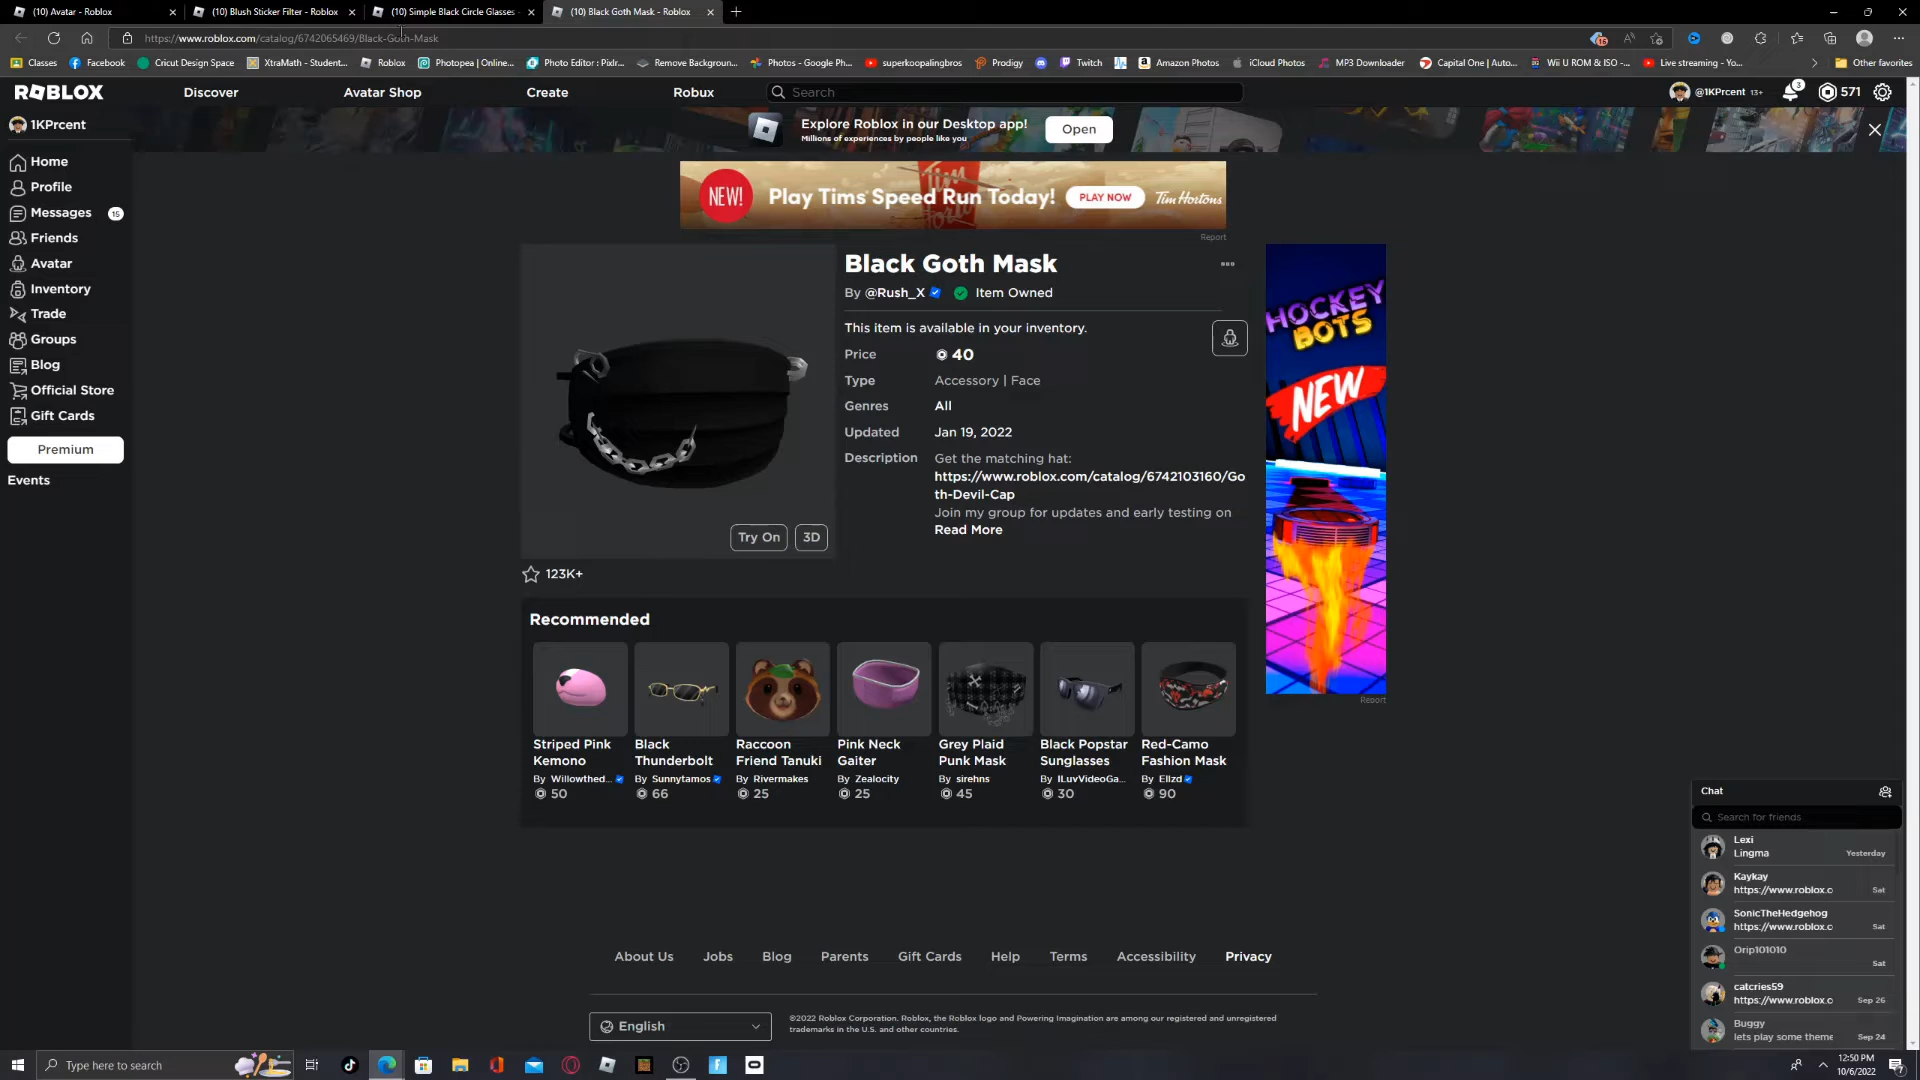 (10) Avatar - Roblox
(10) Blush Sticker Filter - Roblox
(10) Simple Black Circle Glasses
(10) Black Goth Mask - Roblox
https://www.roblox.com/catalog/6742065469/Black-Goth-Mask
Classes
Facebook
Cricut Design Space
XtraMath - Student...
Roblox
Photopea | Online...
Photo Editor : Pixlr...
Remove Backgroun...
Photos - Google Ph...
superkoopalingbros
Prodigy
Twitch
Amazon Photos
iCloud Photos
MP3 Downloader
Capital One | Auto...
Wii U ROM & ISO -...
Live streaming - Yo...
Other favorites
ROBLOX
Discover
Avatar Shop
Create
Robux
Search
@1KPrcent 13+
3
571
1KPrcent
Explore Roblox in our Desktop app!
Millions of experiences by people like you
Open
Home
Profile
Messages 15
Friends
Avatar
Inventory
Trade
Groups
Blog
Official Store
Gift Cards
Premium
Events
NEW! Play Tims Speed Run Today! PLAY NOW Tim Hortons
Report
Black Goth Mask
By @Rush_X Item Owned
This item is available in your inventory.
Price 40
Type Accessory | Face
Genres All
Updated Jan 19, 2022
Description Get the matching hat:
https://www.roblox.com/catalog/6742103160/Go
th-Devil-Cap
Join my group for updates and early testing on
Read More
Try On
3D
123K+
HOCKEY
BOTS
NEW
Report
Recommended
Striped Pink
Kemono
By Willowthed...
50
Black
Thunderbolt
By Sunnytamos
66
Raccoon
Friend Tanuki
By Rivermakes
25
Pink Neck
Gaiter
By Zealocity
25
Grey Plaid
Punk Mask
By sirehns
45
Black Popstar
Sunglasses
By ILuvVideoGa...
30
Red-Camo
Fashion Mask
By Ellzd
90
Chat
Search for friends
Lexi
Lingma Yesterday
Kaykay
https://www.roblox.c Sat
SonicTheHedgehog
https://www.roblox.c Sat
Orip101010
Sat
catcries59
https://www.roblox.c Sep 26
Buggy
lets play some theme Sep 24
About Us
Jobs
Blog
Parents
Gift Cards
Help
Terms
Accessibility
Privacy
English
©2022 Roblox Corporation. Roblox, the Roblox logo and Powering Imagination are among our registered and unregistered
trademarks in the U.S. and other countries.
Type here to search
12:50 PM
10/6/2022